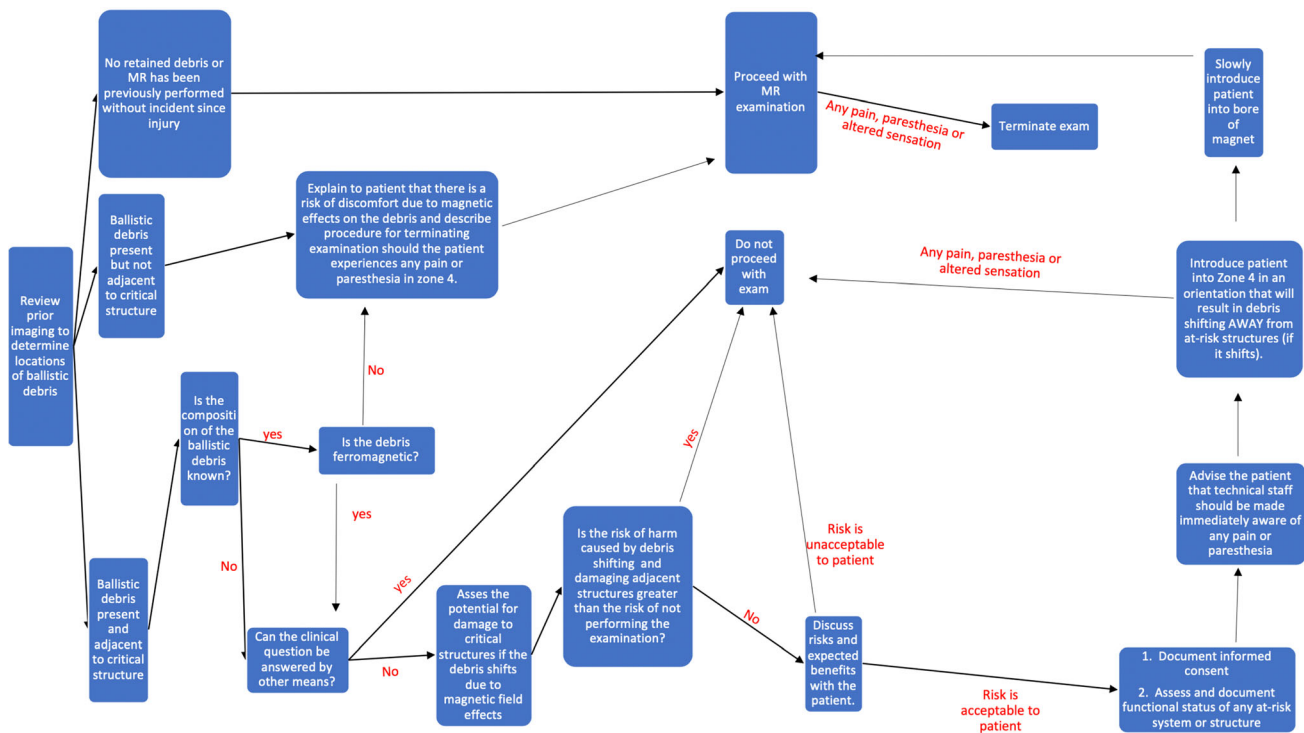 No retained debris or
MR has been
previously performed
without incident since
injury
Proceed with
MR
examination
Any pain, paresthesia or
altered sensation
Terminate exam
Slowly
introduce
patient
into bore
of
magnet
Explain to patient that there is a
risk of discomfort due to magnetic
effects on the debris and describe
procedure for terminating
examination should the patient
experiences any pain or
paresthesia in zone 4.
Ballistic
debris
present
but not
adjacent
to critical
structure
Review
prior
imaging to
determine
locations
of ballistic
debris
Do not
proceed
with
exam
Any pain, paresthesia or
altered sensation
Introduce patient
into Zone 4 in an
orientation that will
result in debris
shifting AWAY from
at-risk structures (if
it shifts).
No
Is the
compositi
on of the
ballistic
debris
known?
yes
Is the debris
ferromagnetic?
yes
yes
Advise the patient
that technical staff
should be made
immediately aware of
any pain or
paresthesia
Is the risk of harm
caused by debris
shifting and
damaging adjacent
structures greater
than the risk of not
performing the
examination?
Risk is
unacceptable
to patient
No
yes
Ballistic
debris
present
and
adjacent
to critical
structure
Can the clinical
question be
answered by
other means?
No
Asses the
potential for
damage to
critical
structures if the
debris shifts
due to
magnetic field
effects
No
Discuss
risks and
expected
benefits
with the
patient.
Risk is
acceptable to
patient
1. Document informed
consent
2. Assess and document
functional status of any at-risk
system or structure